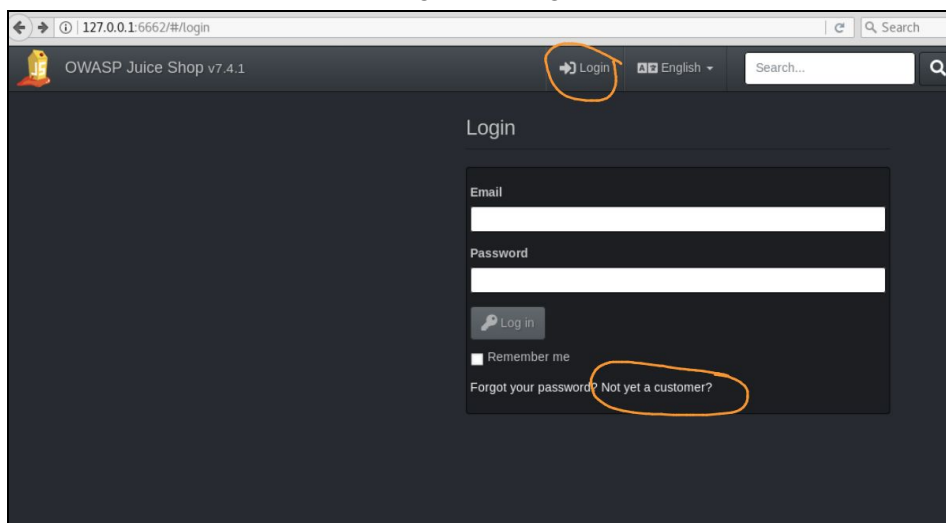 127.0.0.1:6662/#/login Search
OWASP Juice Shop v7.4.1 Login English Search...
Login
Email
Password
Log in
Remember me
Forgot your password? Not yet a customer?